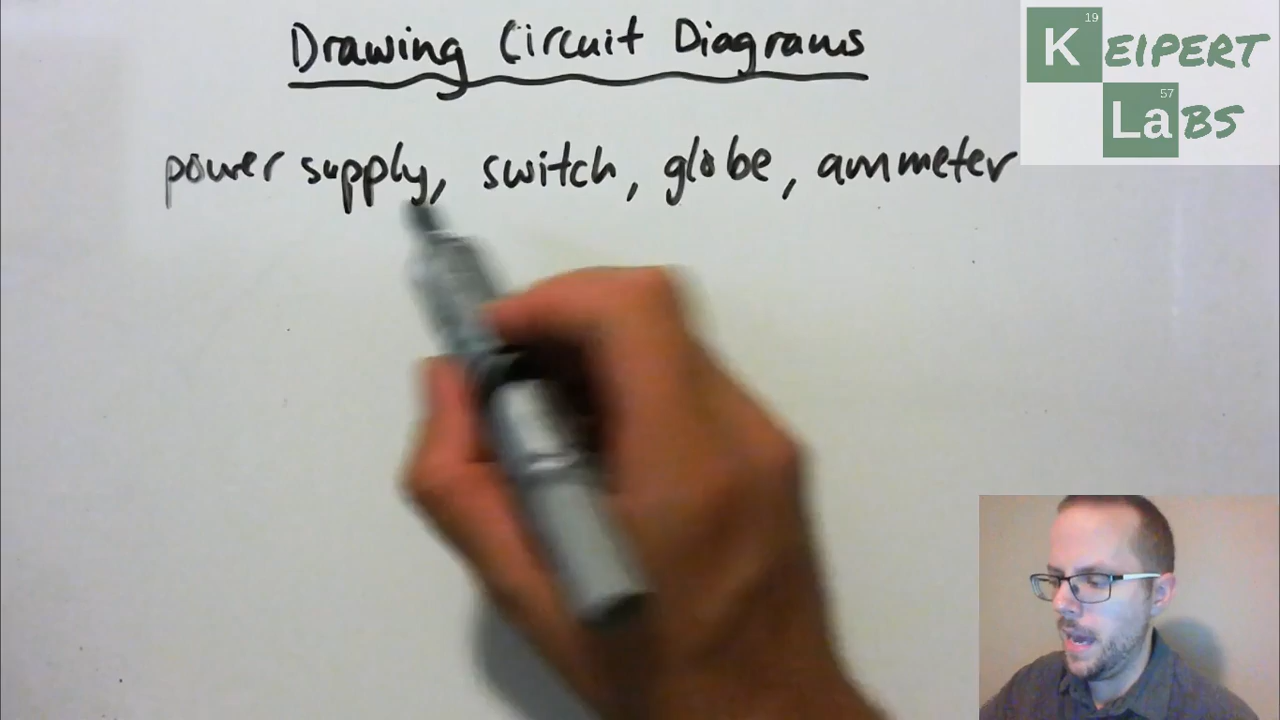 Drawing Circuit Diagrams
19
KEIPERT
57
LaBS
power supply, switch, globe, ammeter